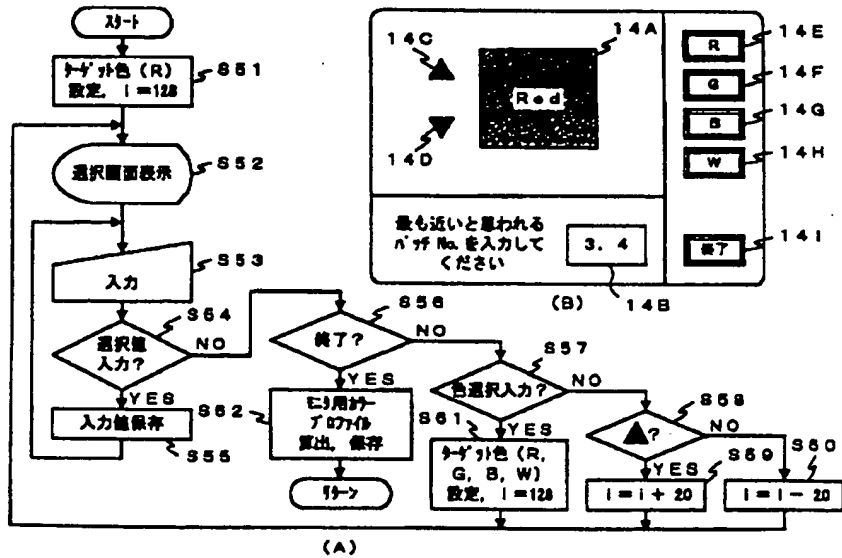 スタート
ターゲット色 (R)
設定, i=128
S51
選択画面表示
S52
入力
S53
選択値
入力?
S54
NO
YES
入力値保存
S55
終了?
S56
NO
YES
モニタ用カラー
プロファイル
算出, 保存
S62
リターン
色選択入力?
S57
NO
YES
ターゲット色 (R,
G, B, W)
設定, i=128
S61
▲?
S58
NO
YES
i=i+20
S59
i=i-20
S60
(A)
14C
14D
14A
Red
R
14E
G
14F
B
14G
W
14H
最も近いと思われる
パッチ No. を入力して
ください
3. 4
14B
終了
14I
(B)